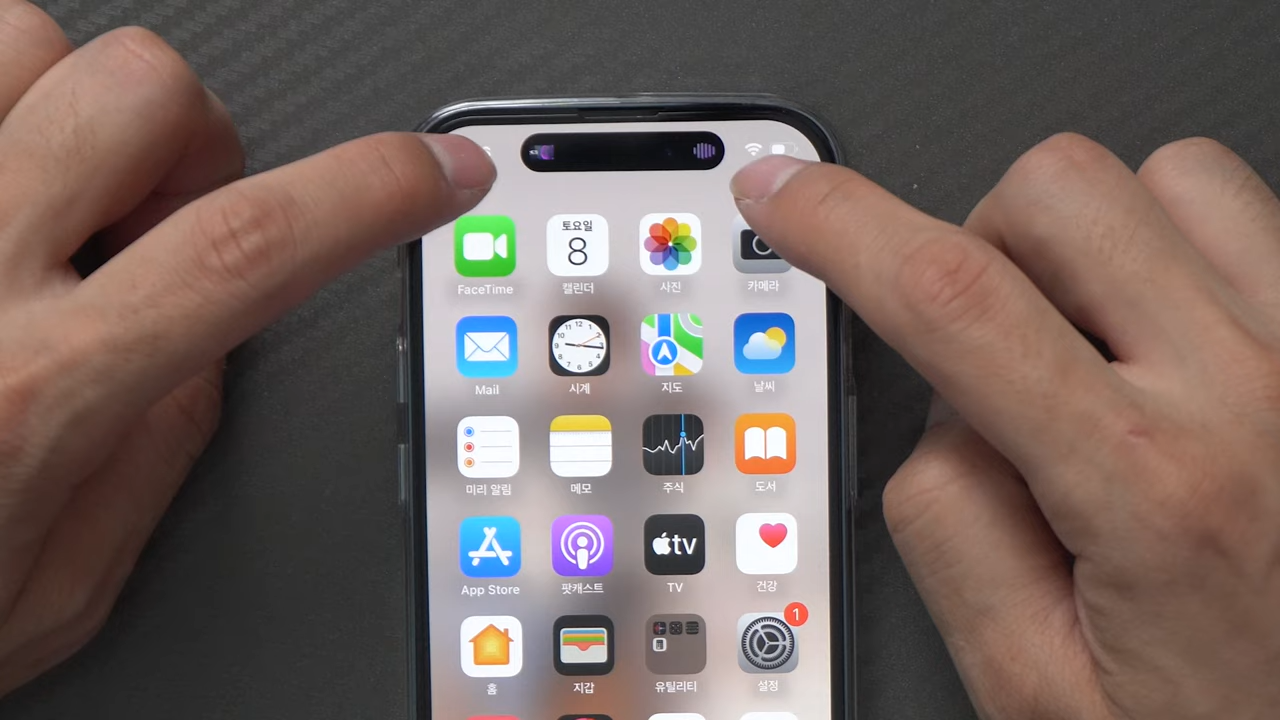 토요일
8
FaceTime
캘린더
사진
카메라
12
Mail
시계
지도
날씨
미리 알림
메모
주식
도서
tv
App Store
팟캐스트
TV
건강
1
홈
지갑
유틸리티
설정